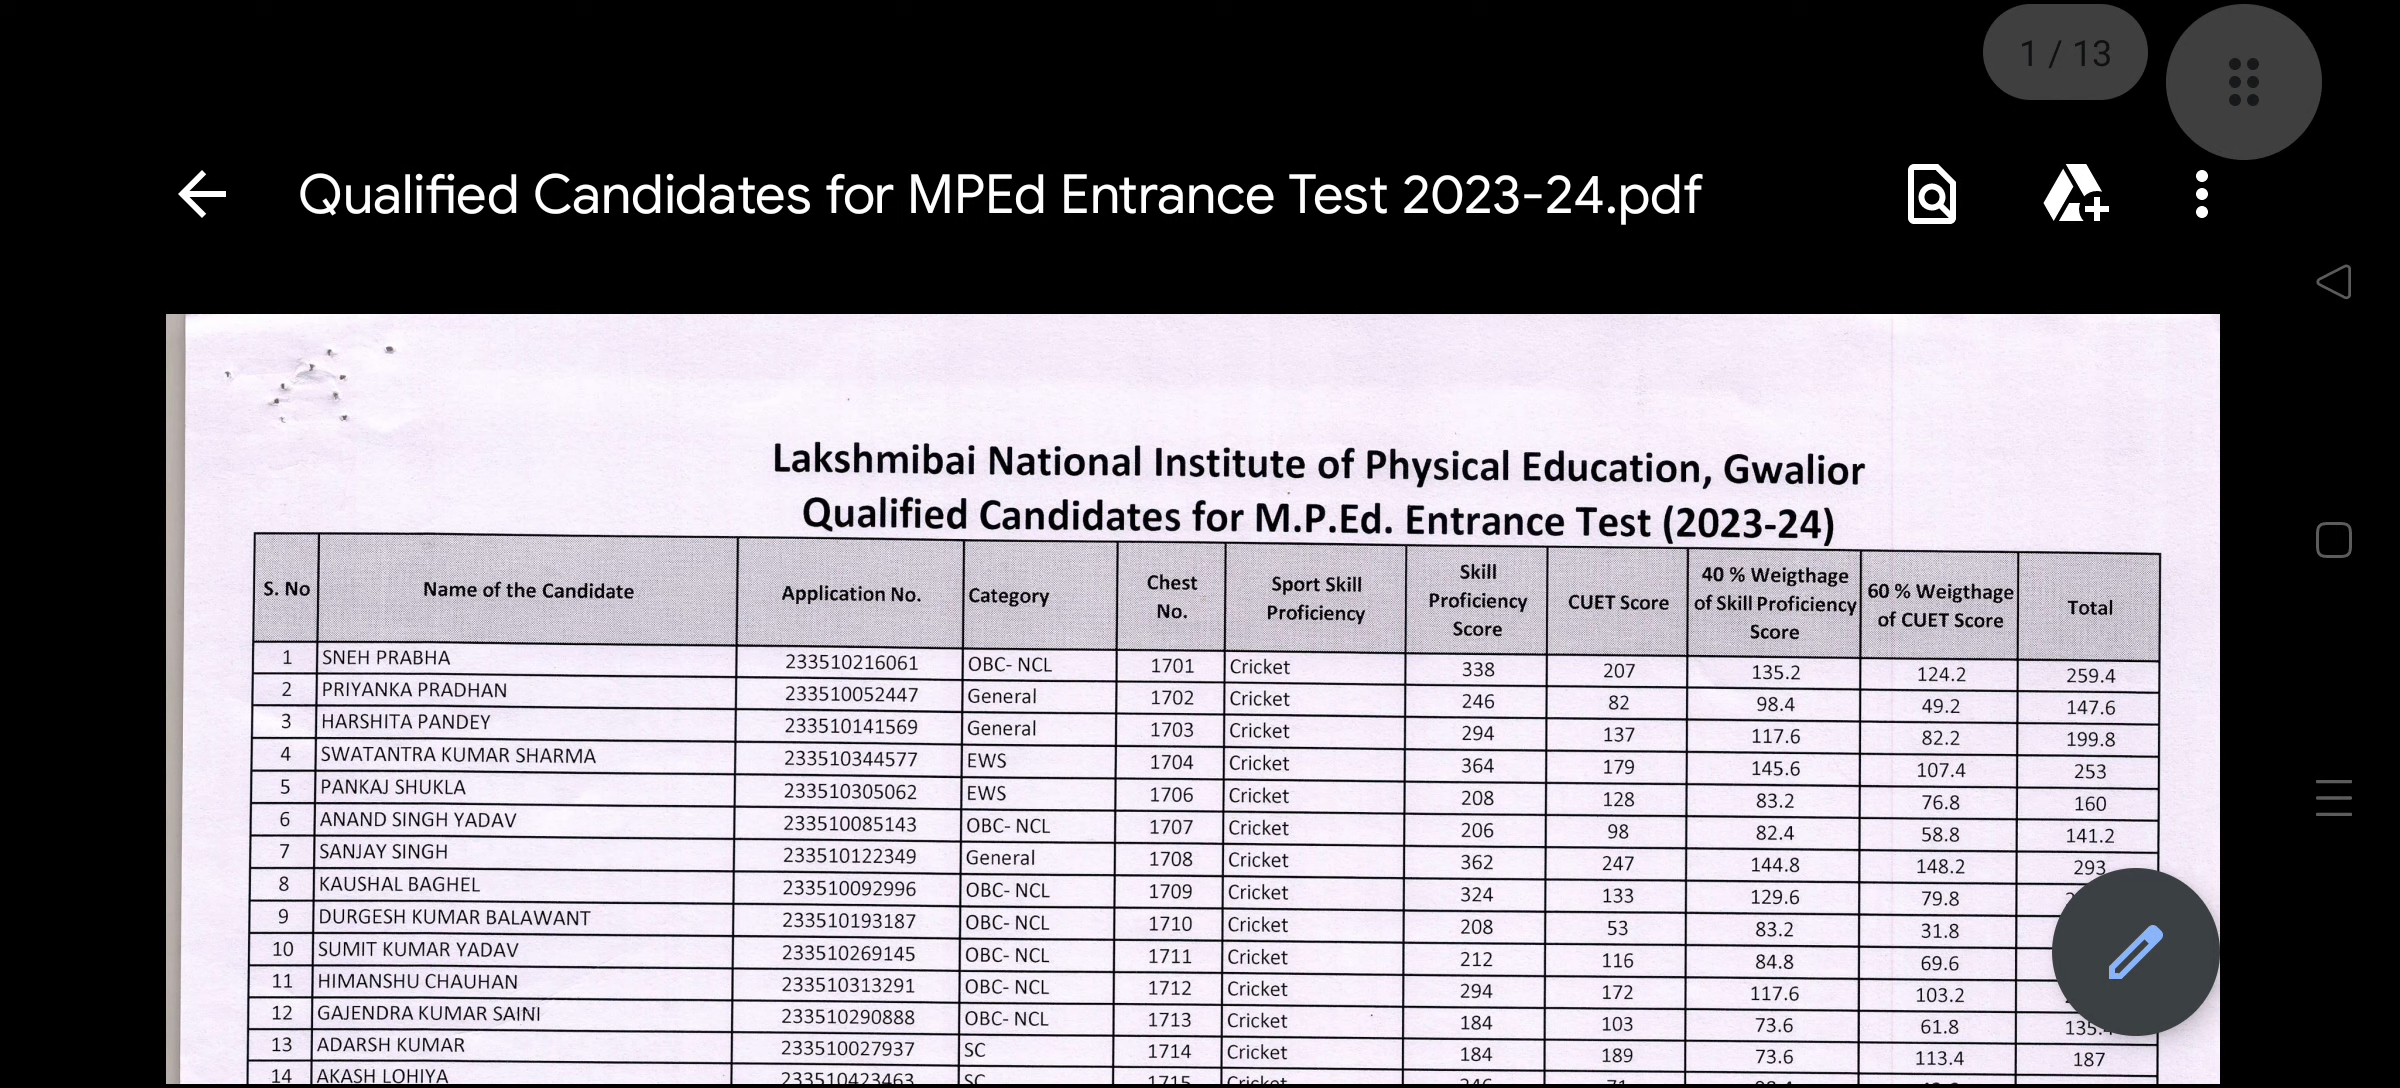 1 / 13
Qualified Candidates for MPEd Entrance Test 2023-24.pdf
Lakshmibai National Institute of Physical Education, Gwalior
Qualified Candidates for M.P.Ed. Entrance Test (2023-24)
S. No Name of the Candidate Application No. Category Chest No. Sport Skill Proficiency Skill Proficiency Score CUET Score 40 % Weigthage of Skill Proficiency Score 60 % Weigthage of CUET Score Total
1 SNEH PRABHA 233510216061 OBC- NCL 1701 Cricket 338 207 135.2 124.2 259.4
2 PRIYANKA PRADHAN 233510052447 General 1702 Cricket 246 82 98.4 49.2 147.6
3 HARSHITA PANDEY 233510141569 General 1703 Cricket 294 137 117.6 82.2 199.8
4 SWATANTRA KUMAR SHARMA 233510344577 EWS 1704 Cricket 364 179 145.6 107.4 253
5 PANKAJ SHUKLA 233510305062 EWS 1706 Cricket 208 128 83.2 76.8 160
6 ANAND SINGH YADAV 233510085143 OBC- NCL 1707 Cricket 206 98 82.4 58.8 141.2
7 SANJAY SINGH 233510122349 General 1708 Cricket 362 247 144.8 148.2 293
8 KAUSHAL BAGHEL 233510092996 OBC- NCL 1709 Cricket 324 133 129.6 79.8
9 DURGESH KUMAR BALAWANT 233510193187 OBC- NCL 1710 Cricket 208 53 83.2 31.8
10 SUMIT KUMAR YADAV 233510269145 OBC- NCL 1711 Cricket 212 116 84.8 69.6
11 HIMANSHU CHAUHAN 233510313291 OBC- NCL 1712 Cricket 294 172 117.6 103.2
12 GAJENDRA KUMAR SAINI 233510290888 OBC- NCL 1713 Cricket 184 103 73.6 61.8
13 ADARSH KUMAR 233510027937 SC 1714 Cricket 184 189 73.6 113.4 187
14 AKASH LOHIYA 233510423463 SC 1715 Cricket